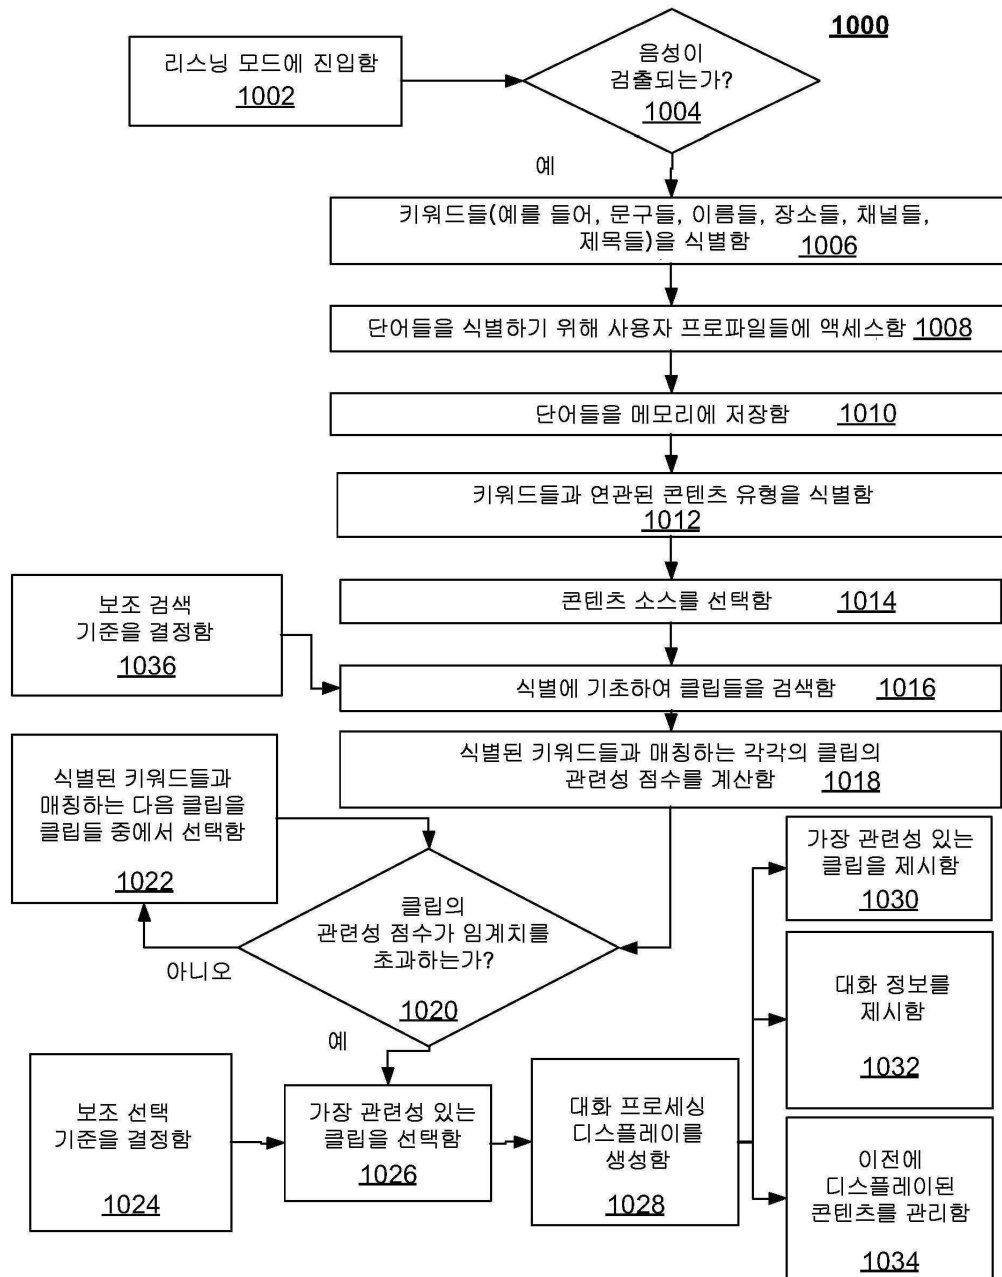 1000
리스닝 모드에 진입함
1002
음성이
검출되는가?
1004
예
키워드들(예를 들어, 문구들, 이름들, 장소들, 채널들,
제목들)을 식별함 1006
단어들을 식별하기 위해 사용자 프로파일들에 액세스함 1008
단어들을 메모리에 저장함 1010
키워드들과 연관된 콘텐츠 유형을 식별함
1012
콘텐츠 소스를 선택함 1014
보조 검색
기준을 결정함
1036
식별에 기초하여 클립들을 검색함 1016
식별된 키워드들과 매칭하는 각각의 클립의
관련성 점수를 계산함 1018
식별된 키워드들과
매칭하는 다음 클립을
클립들 중에서 선택함
1022
클립의
관련성 점수가 임계치를
초과하는가?
1020
아니오
예
보조 선택
기준을 결정함
1024
가장 관련성 있는
클립을 선택함
1026
대화 프로세싱
디스플레이를
생성함
1028
가장 관련성 있는
클립을 제시함
1030
대화 정보를
제시함
1032
이전에
디스플레이된
콘텐츠를 관리함
1034